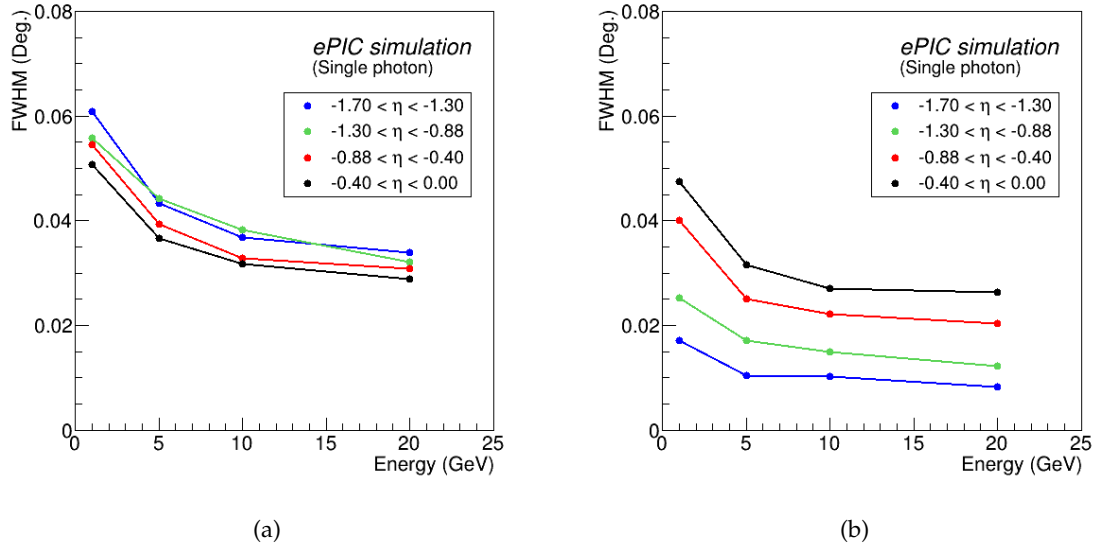 0.08
0.06
0.04
0.02
0
FWHM (Deg.)
ePIC simulation
(Single photon)
-1.70 < η < -1.30
-1.30 < η < -0.88
-0.88 < η < -0.40
-0.40 < η < 0.00
0 5 10 15 20 25
Energy (GeV)
(a)
0.08
0.06
0.04
0.02
0
FWHM (Deg.)
ePIC simulation
(Single photon)
-1.70 < η < -1.30
-1.30 < η < -0.88
-0.88 < η < -0.40
-0.40 < η < 0.00
0 5 10 15 20 25
Energy (GeV)
(b)